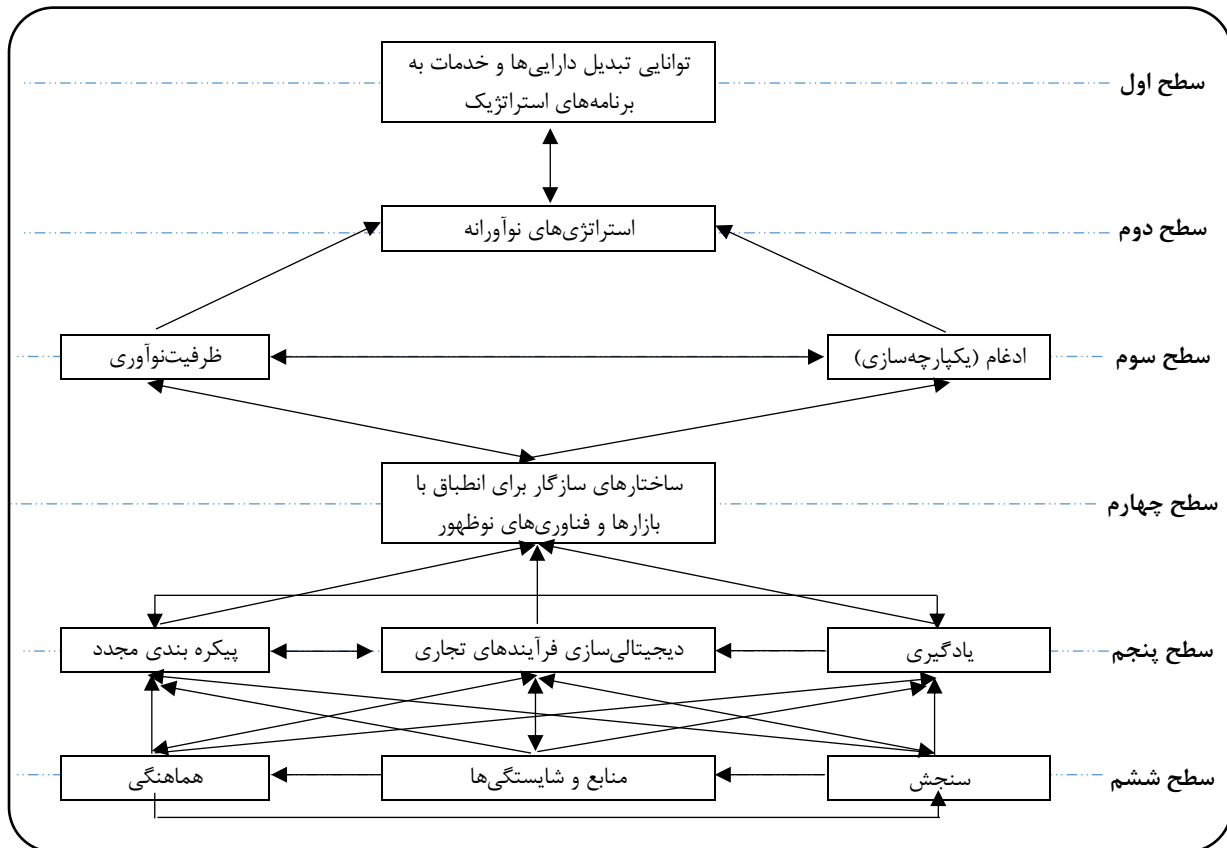 سطح اول
توانایی تبدیل دارایی‌ها و خدمات به
برنامه‌های استراتژیک
سطح دوم
استراتژی‌های نوآورانه
سطح سوم
ادغام (یکپارچه‌سازی)
ظرفیت‌نوآوری
سطح چهارم
ساختارهای سازگار برای انطباق با
بازارها و فناوری‌های نوظهور
سطح پنجم
یادگیری
دیجیتالی‌سازی فرآیندهای تجاری
پیکره بندی مجدد
سطح ششم
سنجش
منابع و شایستگی‌ها
هماهنگی